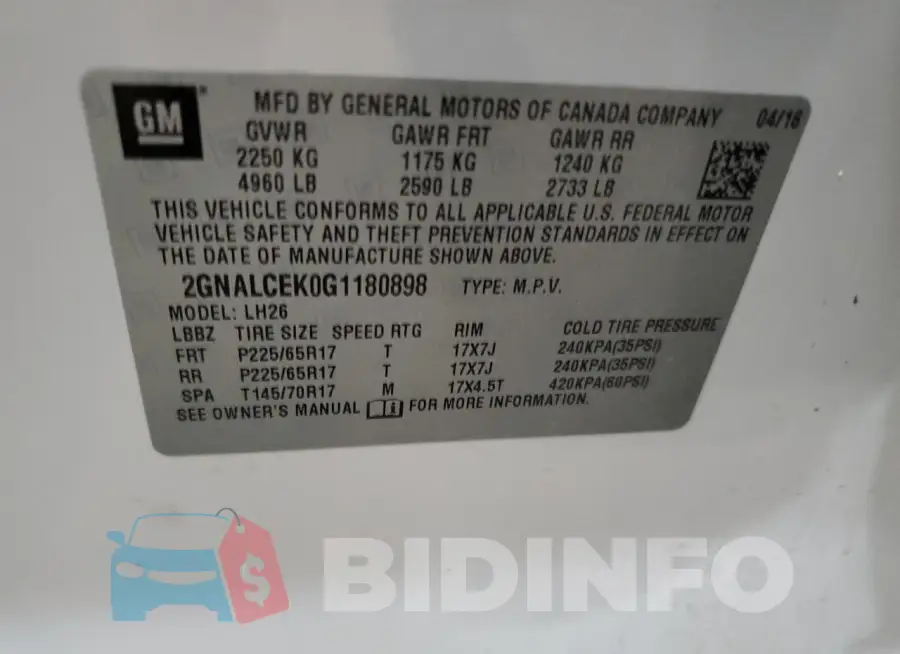 GM
MFD BY GENERAL MOTORS OF CANADA COMPANY 04/16
GVWR GAWR FRT GAWR RR
2250 KG 1175 KG 1240 KG
4960 LB 2590 LB 2733 LB
THIS VEHICLE CONFORMS TO ALL APPLICABLE U.S. FEDERAL MOTOR
VEHICLE SAFETY AND THEFT PREVENTION STANDARDS IN EFFECT ON
THE DATE OF MANUFACTURE SHOWN ABOVE.
2GNALCEK0G1180898 TYPE: M.P.V.
MODEL: LH26
LBBZ TIRE SIZE SPEED RTG RIM COLD TIRE PRESSURE
FRT P225/65R17 T 17X7J 240KPA(35PSI)
RR P225/65R17 T 17X7J 240KPA(35PSI)
SPA T145/70R17 M 17X4.5T 420KPA(60PSI)
SEE OWNER'S MANUAL i FOR MORE INFORMATION.
$ BIDINFO